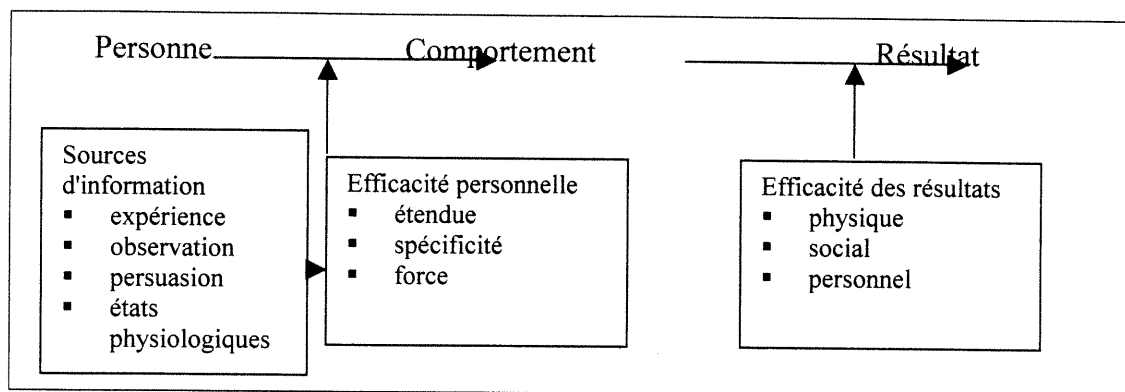 Personne
Comportement
Résultat
Sources
d'information
▪ expérience
▪ observation
▪ persuasion
▪ états
physiologiques
Efficacité personnelle
▪ étendue
▪ spécificité
▪ force
Efficacité des résultats
▪ physique
▪ social
▪ personnel